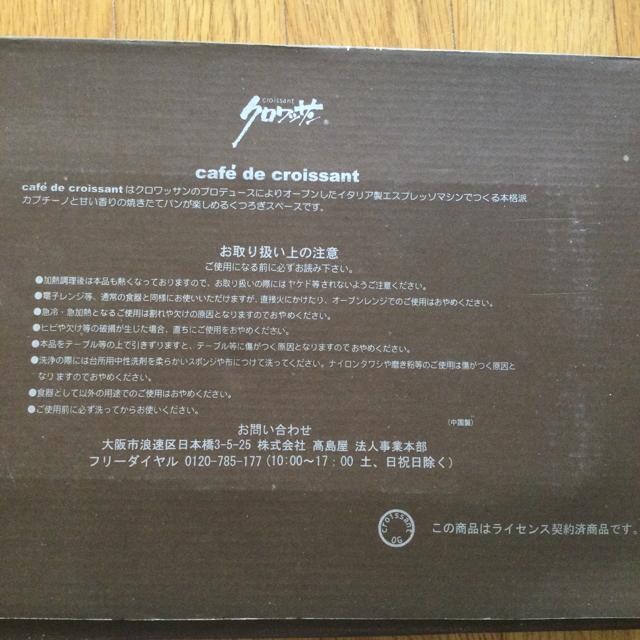 croissant
クロワッサン®
café de croissant
café de croissantはクロワッサンのプロデュースによりオープンしたイタリア製エスプレッソマシンでつくる本格派
カプチーノと甘い香りの焼きたてパンが楽しめるくつろぎスペースです。
お取り扱い上の注意
ご使用になる前に必ずお読み下さい。
●加熱調理後は本品も熱くなっておりますので、お取り扱いの際にはヤケド等されないようご注意ください。
●電子レンジ等、通常の食器と同様にお使いいただけますが、直接火にかけたり、オーブンレンジでのご使用はおやめください。
●急冷・急加熱となるご使用は割れや欠けの原因となりますのでおやめください。
●ヒビや欠け等の破損が生じた場合、直ちにご使用をおやめください。
●本品をテーブル等の上で引きずりますと、テーブル等に傷がつく原因となりますのでおやめください。
●洗浄の際には台所用中性洗剤を柔らかいスポンジや布につけて洗ってください。ナイロンタワシや磨き粉等のご使用は傷がつく原因と
なりますのでおやめください。
●食器として以外の用途でのご使用はおやめください。
●ご使用前に必ず洗ってからお使いください。
(中国製)
お問い合わせ
大阪市浪速区日本橋3-5-25 株式会社 髙島屋 法人事業本部
フリーダイヤル 0120-785-177(10:00〜17:00 土、日祝日除く)
croissant OG
この商品はライセンス契約済商品です。